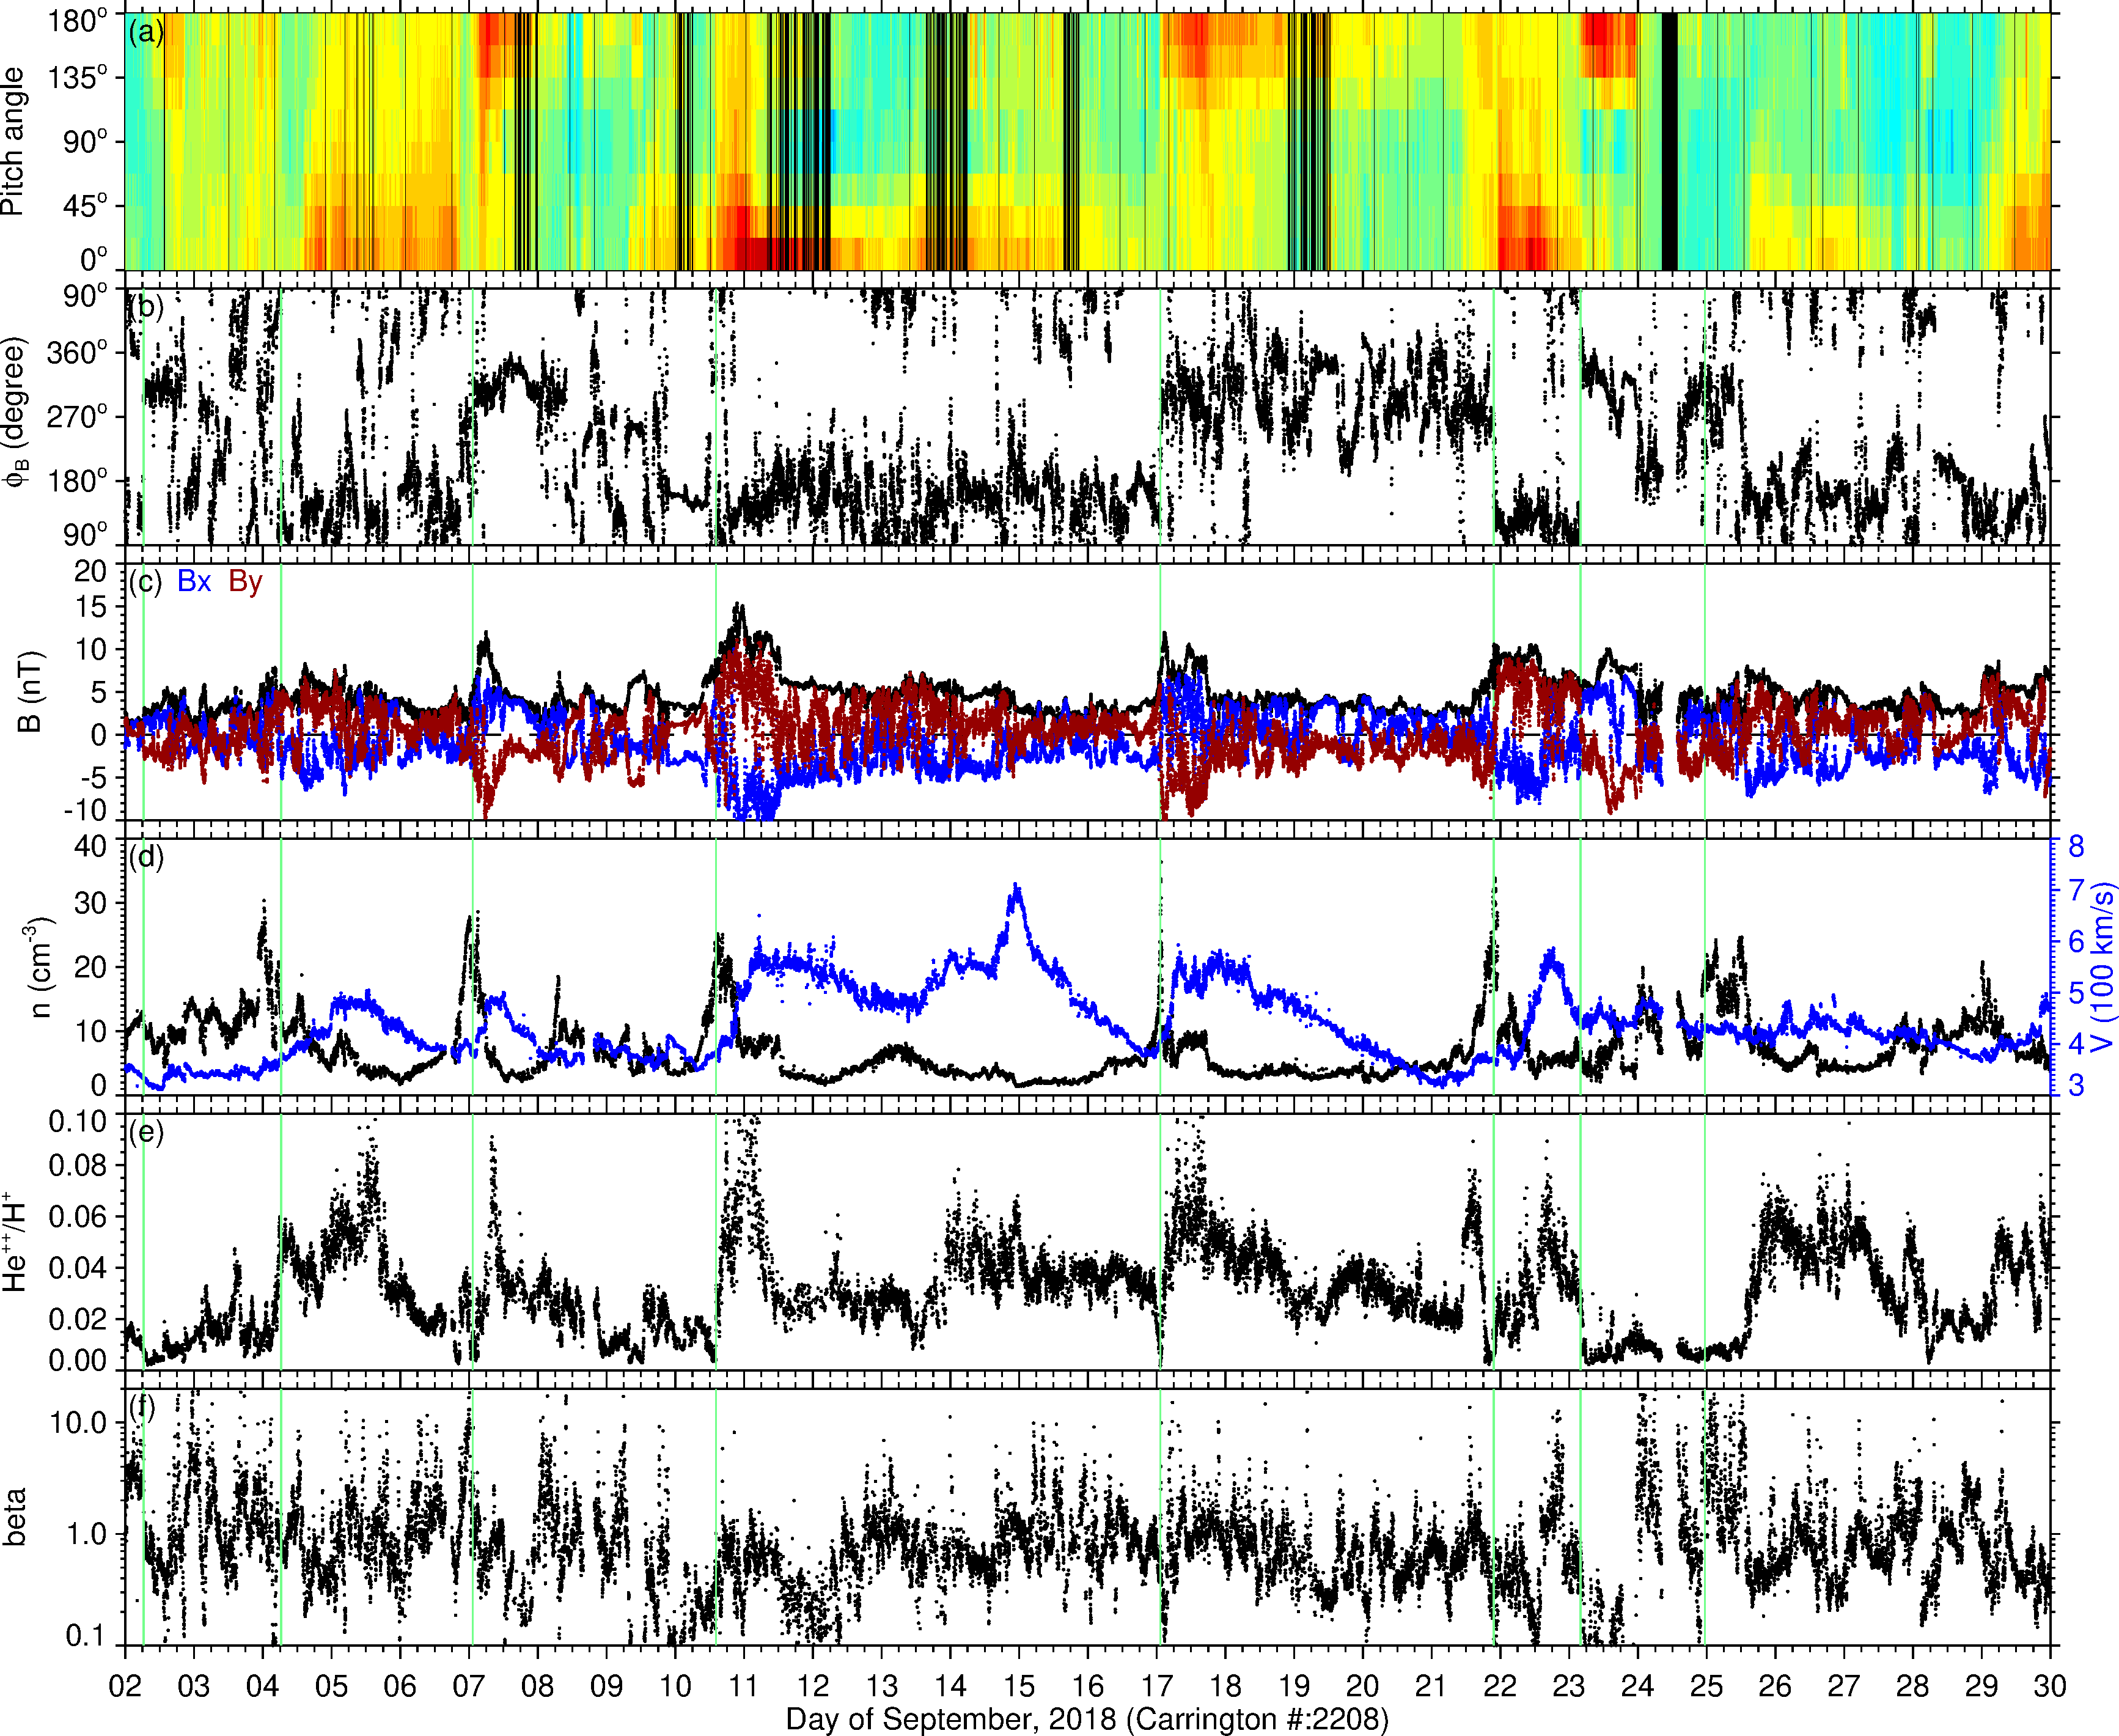 (a)
Pitch angle
180°
135°
90°
45°
0°
(b)
ϕB (degree)
90°
360°
270°
180°
90°
(c) Bx By
B (nT)
20
15
10
5
0
-5
-10
(d)
n (cm-3)
40
30
20
10
0
8
7
6
5
4
3
V (100 km/s)
(e)
He++/H+
0.10
0.08
0.06
0.04
0.02
0.00
(f)
beta
10.0
1.0
0.1
02 03 04 05 06 07 08 09 10 11 12 13 14 15 16 17 18 19 20 21 22 23 24 25 26 27 28 29 30
Day of September, 2018 (Carrington #:2208)